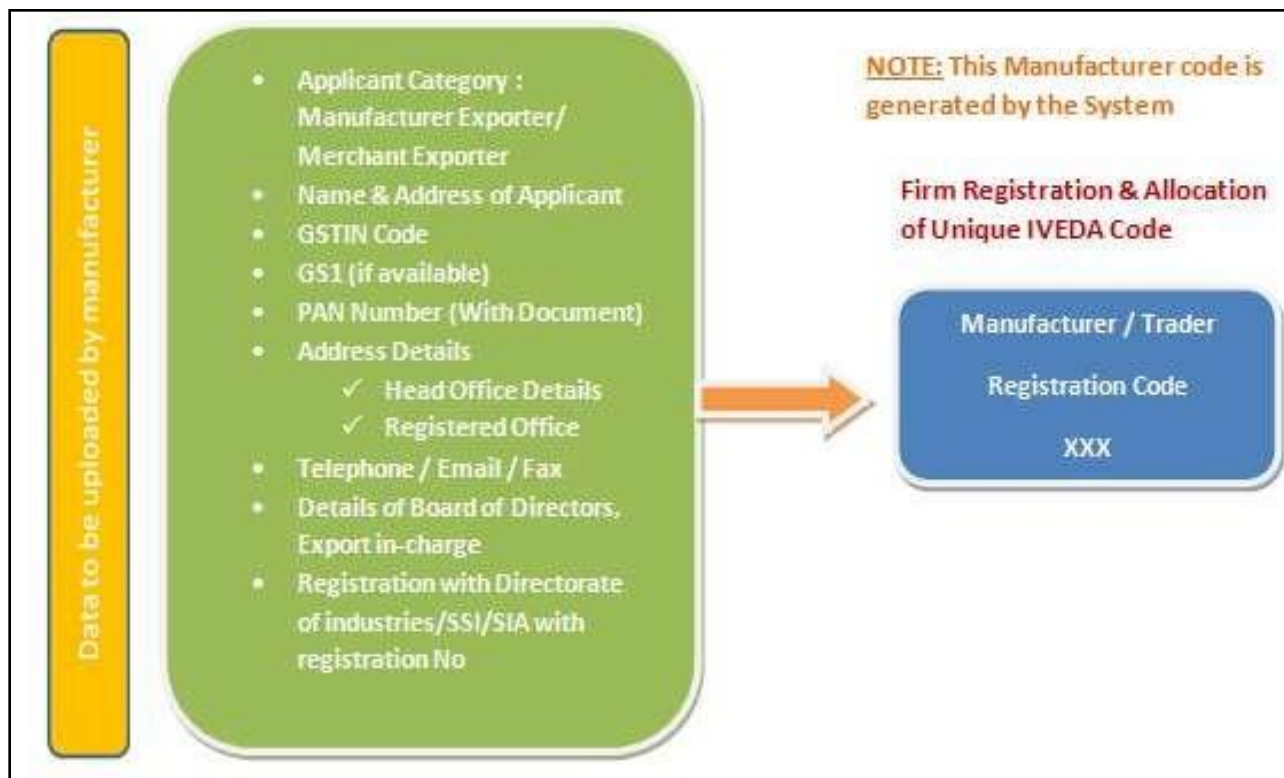 Data to be uploaded by manufacturer
• Applicant Category :
Manufacturer Exporter/
Merchant Exporter
• Name & Address of Applicant
• GSTIN Code
• GS1 (if available)
• PAN Number (With Document)
• Address Details
✓ Head Office Details
✓ Registered Office
• Telephone / Email / Fax
• Details of Board of Directors,
Export in-charge
• Registration with Directorate
of industries/SSI/SIA with
registration No
NOTE: This Manufacturer code is
generated by the System
Firm Registration & Allocation
of Unique IVEDA Code
Manufacturer / Trader
Registration Code
XXX